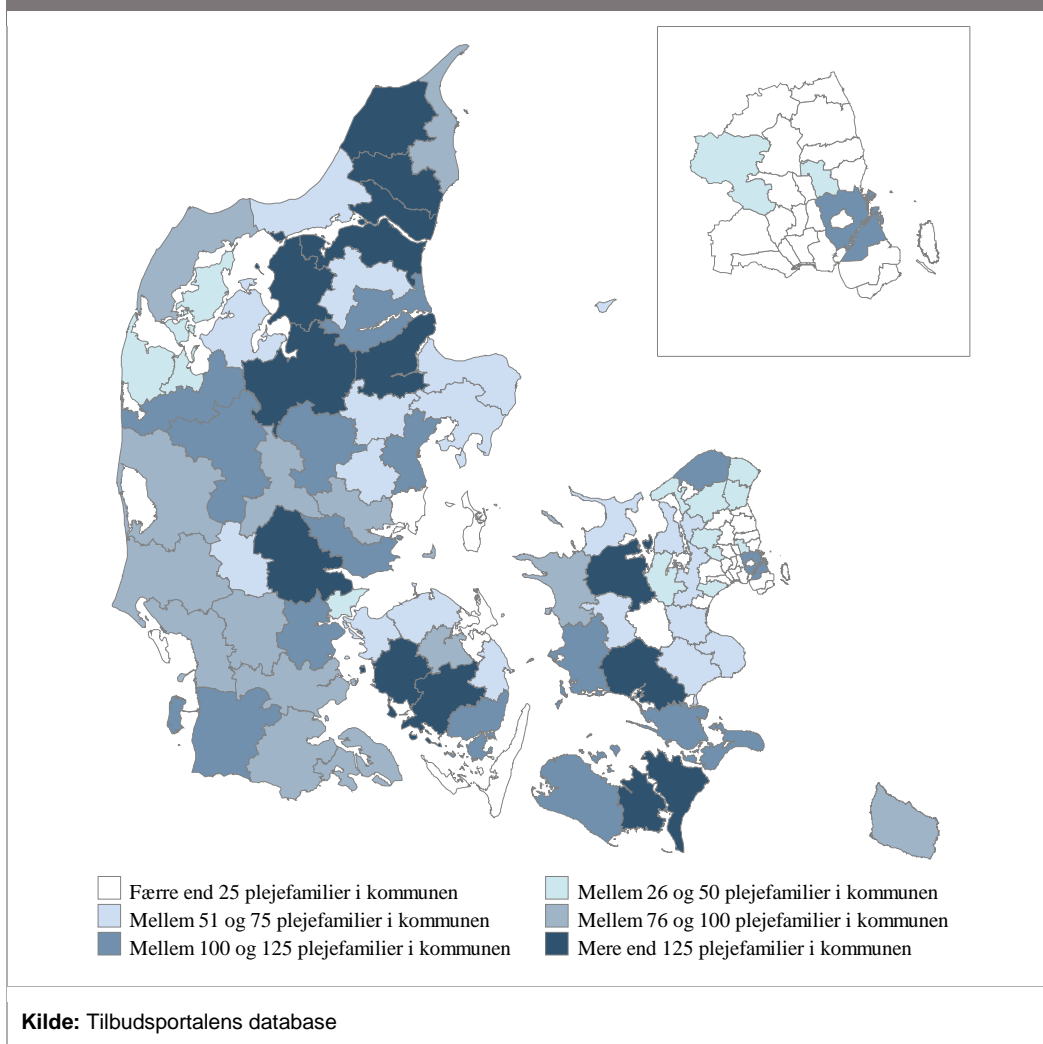 Færre end 25 plejefamilier i kommunen
Mellem 26 og 50 plejefamilier i kommunen
Mellem 51 og 75 plejefamilier i kommunen
Mellem 76 og 100 plejefamilier i kommunen
Mellem 100 og 125 plejefamilier i kommunen
Mere end 125 plejefamilier i kommunen
Kilde: Tilbudsportalens database